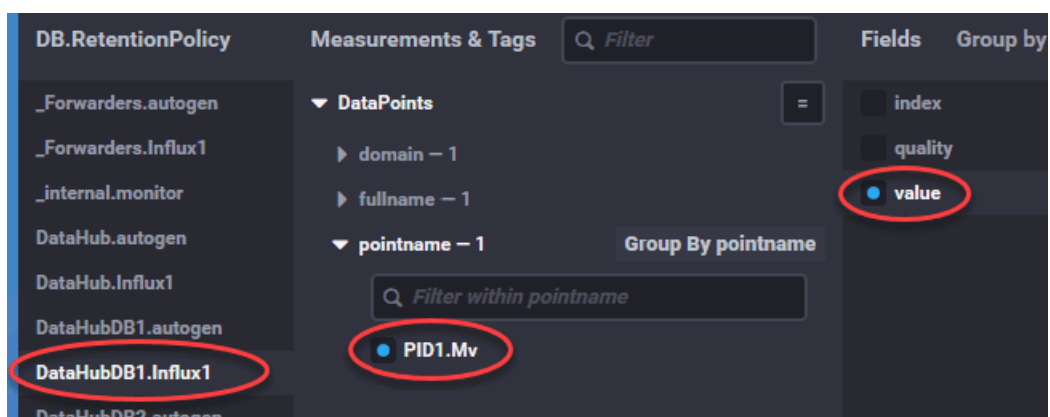 DB.RetentionPolicy
_Forwarders.autogen
_Forwarders.Influx1
_internal.monitor
DataHub.autogen
DataHub.Influx1
DataHubDB1.autogen
DataHubDB1.Influx1
DataHubDB2.autogen
Measurements & Tags
Filter
DataPoints
=
domain – 1
fullname – 1
pointname – 1
Group By pointname
Filter within pointname
PID1.Mv
Fields
Group by
index
quality
value